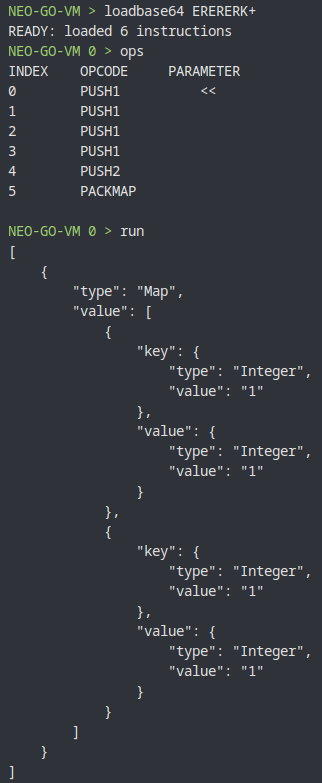 NEO-GO-VM > loadbase64 ERERERK+
READY: loaded 6 instructions
NEO-GO-VM 0 > ops
INDEX    OPCODE     PARAMETER
0        PUSH1          <<
1        PUSH1
2        PUSH1
3        PUSH1
4        PUSH2
5        PACKMAP

NEO-GO-VM 0 > run
[
    {
        "type": "Map",
        "value": [
            {
                "key": {
                    "type": "Integer",
                    "value": "1"
                },
                "value": {
                    "type": "Integer",
                    "value": "1"
                }
            },
            {
                "key": {
                    "type": "Integer",
                    "value": "1"
                },
                "value": {
                    "type": "Integer",
                    "value": "1"
                }
            }
        ]
    }
]